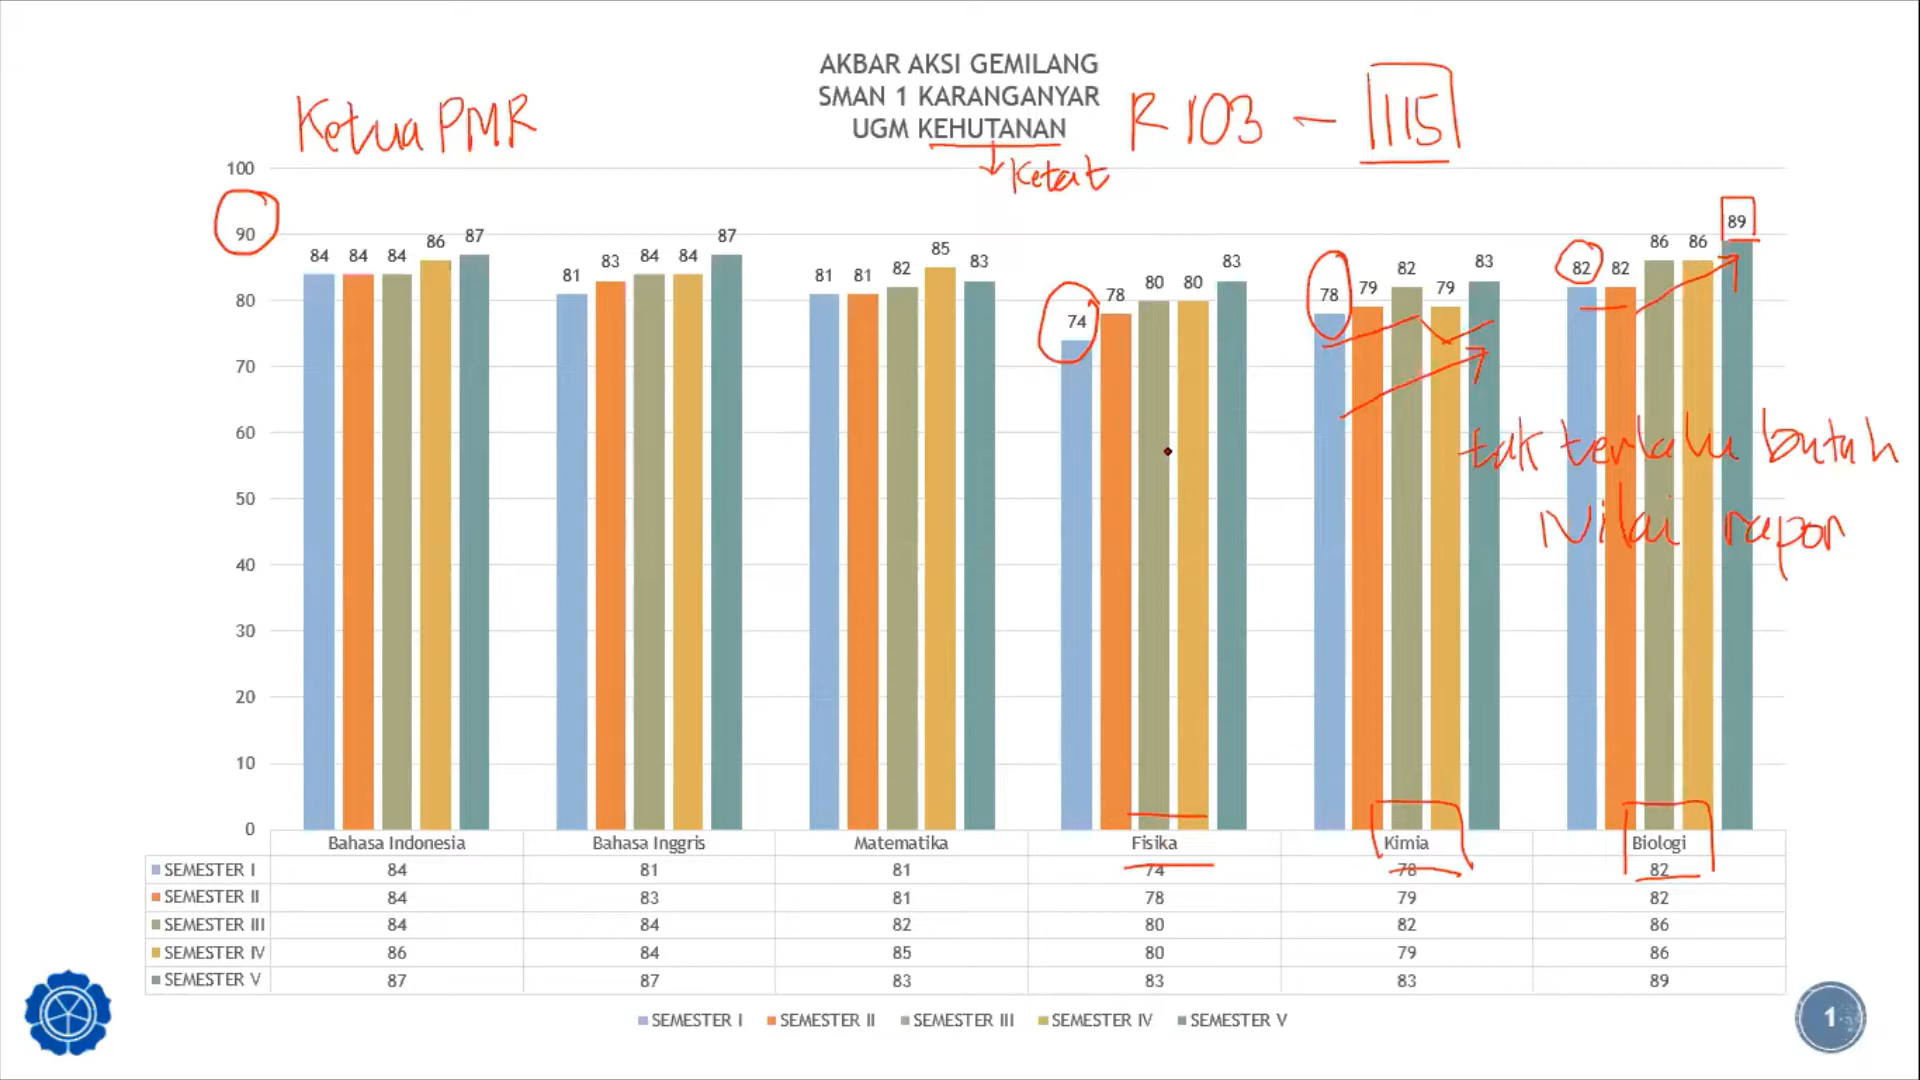 AKBAR AKSI GEMILANG
SMAN 1 KARANGANYAR
UGM KEHUTANAN
Ketua PMR
R 103 - 115
Ketat
100
90
80
70
60
50
40
30
20
10
0
84 84 84 86 87
81 83 84 84 87
81 81 82 85 83
74 78 80 80 83
78 79 82 79 83
82 82 86 86 89
tak terlalu butuh
Nilai rapor
Bahasa Indonesia Bahasa Inggris Matematika Fisika Kimia Biologi
SEMESTER I 84 81 81 74 78 82
SEMESTER II 84 83 81 78 79 82
SEMESTER III 84 84 82 80 82 86
SEMESTER IV 86 84 85 80 79 86
SEMESTER V 87 87 83 83 83 89
SEMESTER I SEMESTER II SEMESTER III SEMESTER IV SEMESTER V
1